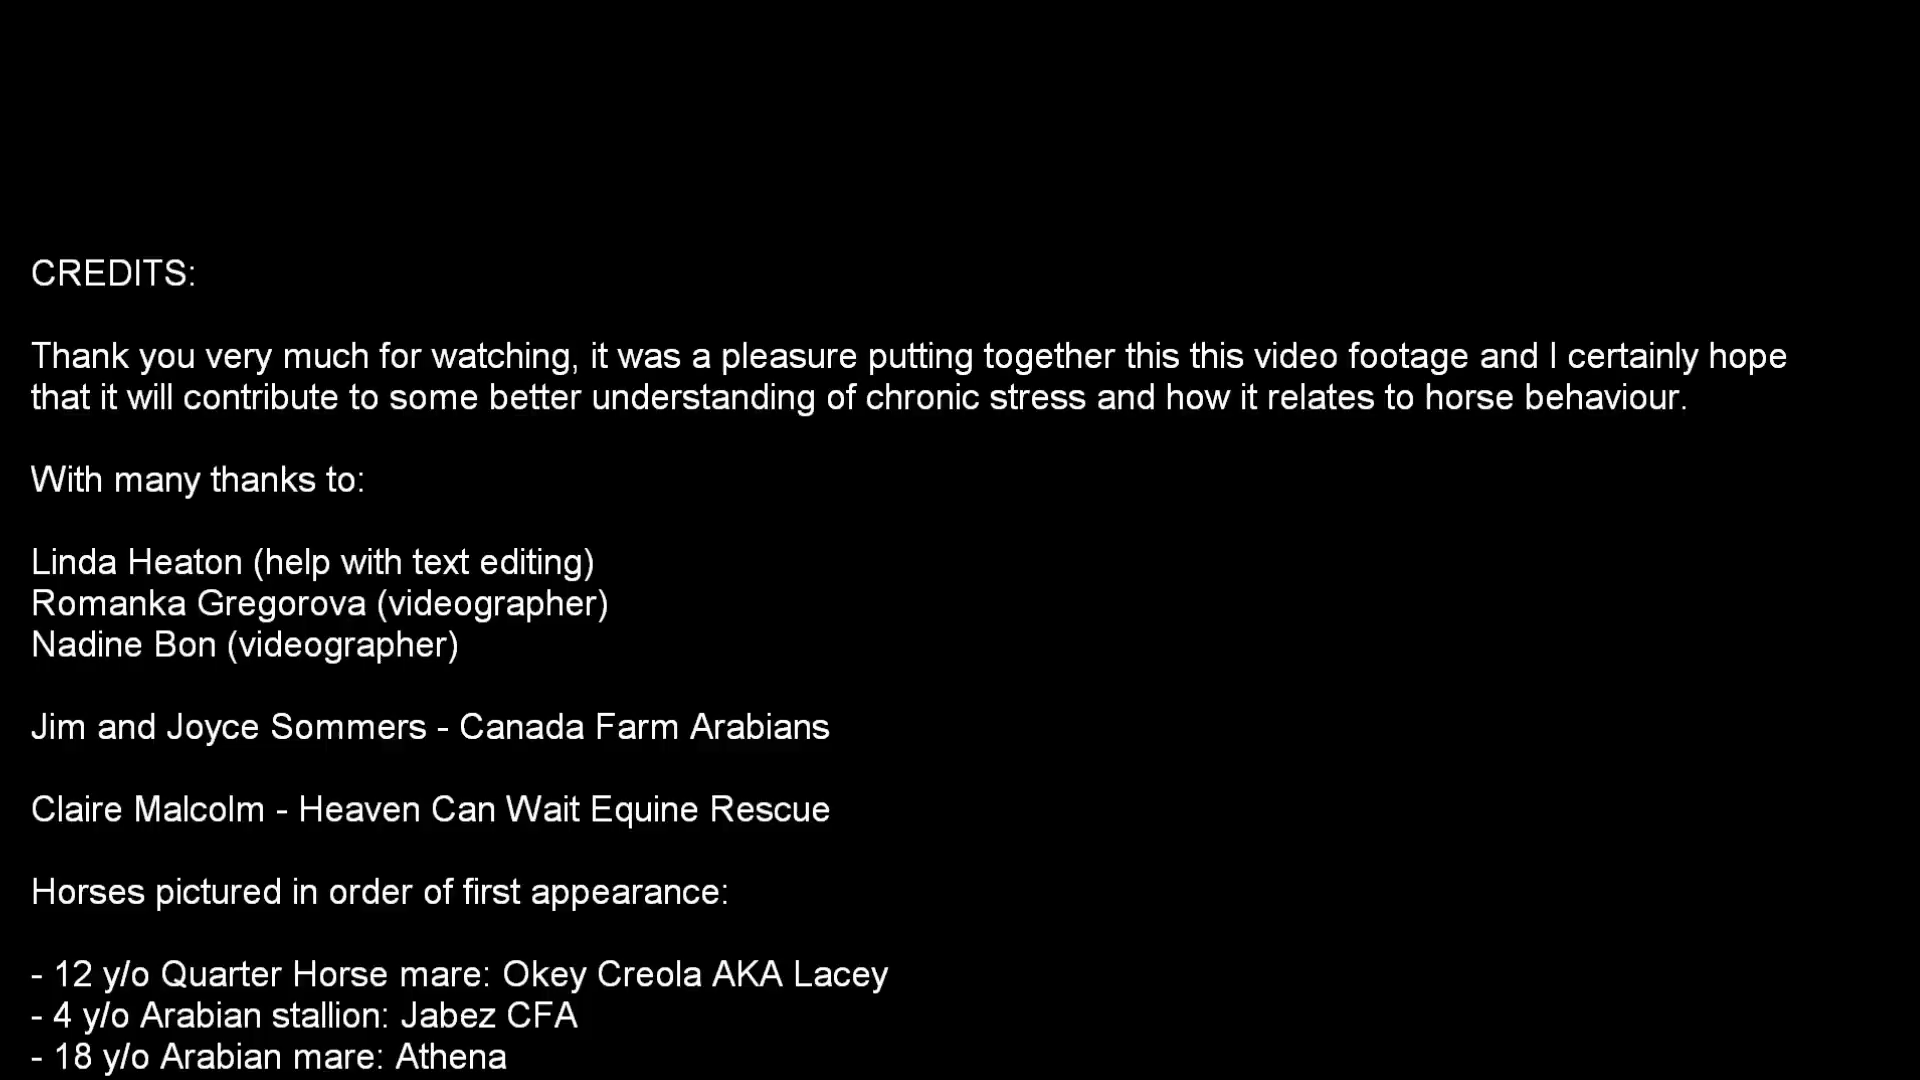 CREDITS:
Thank you very much for watching, it was a pleasure putting together this this video footage and I certainly hope
that it will contribute to some better understanding of chronic stress and how it relates to horse behaviour.
With many thanks to:
Linda Heaton (help with text editing)
Romanka Gregorova (videographer)
Nadine Bon (videographer)
Jim and Joyce Sommers - Canada Farm Arabians
Claire Malcolm - Heaven Can Wait Equine Rescue
Horses pictured in order of first appearance:
- 12 y/o Quarter Horse mare: Okey Creola AKA Lacey
- 4 y/o Arabian stallion: Jabez CFA
- 18 y/o Arabian mare: Athena